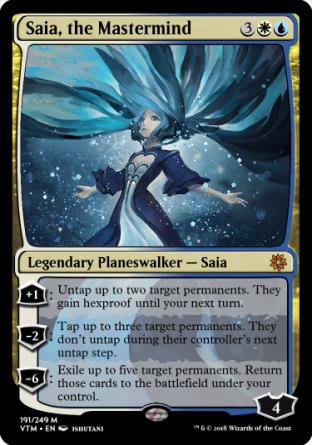 Saia, the Mastermind 3
Legendary Planeswalker — Saia
+1: Untap up to two target permanents. They
gain hexproof until your next turn.
-2: Tap up to three target permanents. They
don't untap during their controller's next
untap step.
-6: Exile up to five target permanents. Return
those cards to the battlefield under your
control.
4
191/249 M
VTM • EN ISHUTANI
™ & © 2018 Wizards of the Coast